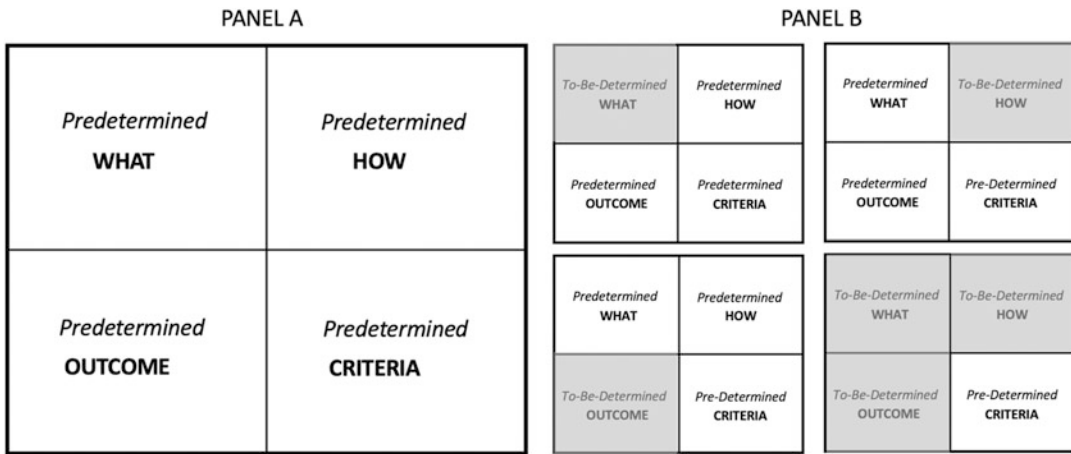 PANEL A
Predetermined
WHAT
Predetermined
HOW
Predetermined
OUTCOME
Predetermined
CRITERIA
PANEL B
To-Be-Determined
WHAT
Predetermined
HOW
Predetermined
OUTCOME
Predetermined
CRITERIA
Predetermined
WHAT
To-Be-Determined
HOW
Predetermined
OUTCOME
Pre-Determined
CRITERIA
Predetermined
WHAT
Predetermined
HOW
To-Be-Determined
OUTCOME
Pre-Determined
CRITERIA
To-Be-Determined
WHAT
To-Be-Determined
HOW
To-Be-Determined
OUTCOME
Pre-Determined
CRITERIA